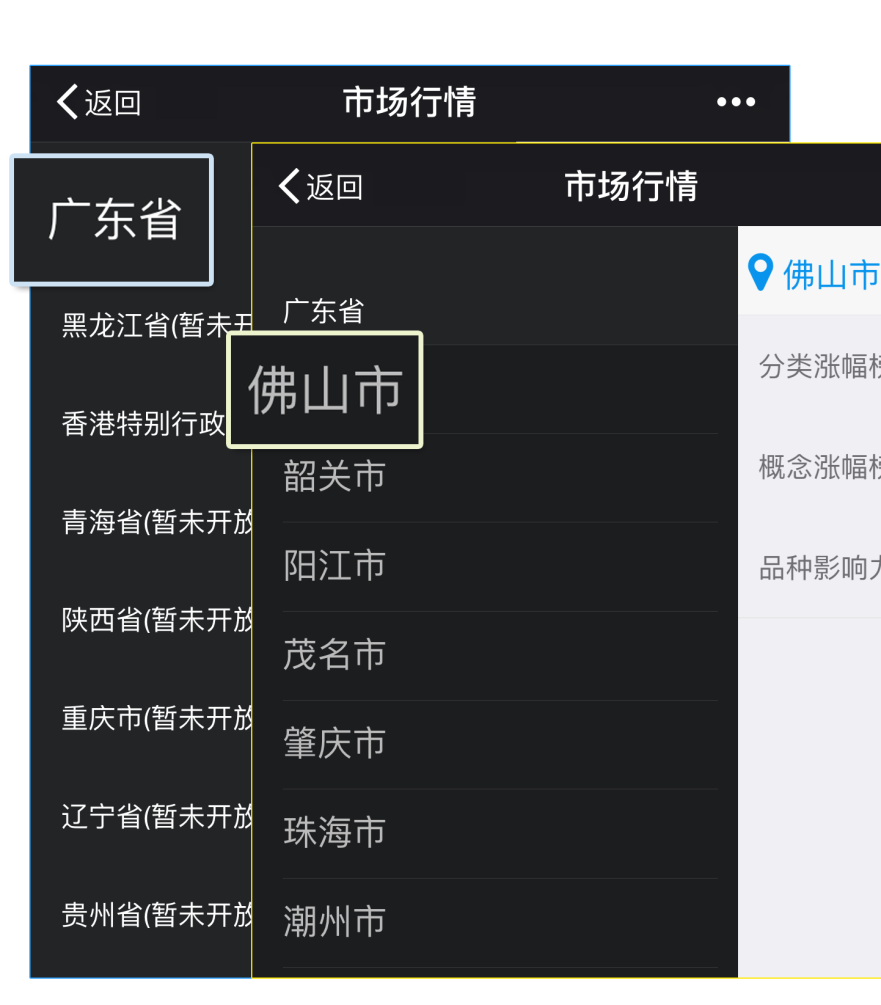 返回
市场行情
广东省
黑龙江省(暂未开
香港特别行政
青海省(暂未开放
陕西省(暂未开放
重庆市(暂未开放
辽宁省(暂未开放
贵州省(暂未开放
返回
市场行情
广东省
佛山市
韶关市
阳江市
茂名市
肇庆市
珠海市
潮州市
佛山市
分类涨幅榜
概念涨幅榜
品种影响力